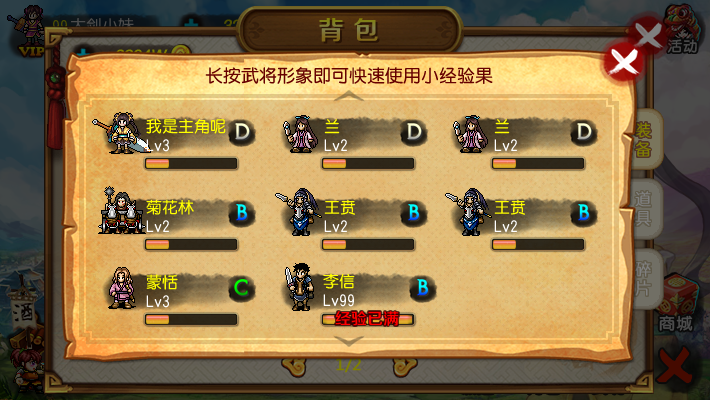 背包
VIP
活动
长按武将形象即可快速使用小经验果
我是主角呢 D
Lv3
兰 D
Lv2
兰 D
Lv2
菊花林 B
Lv2
王贲 B
Lv2
王贲 B
Lv2
蒙恬 C
Lv3
李信 B
Lv99
经验已满
装备
道具
碎片
酒
商城
1/2